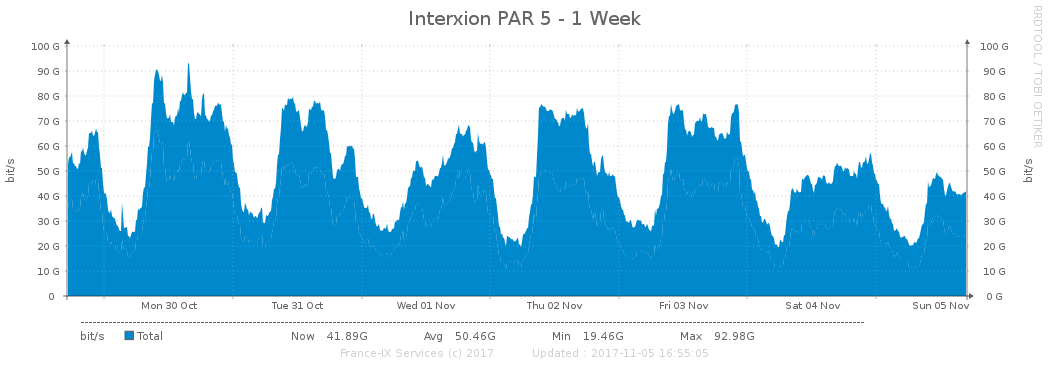 Interxion PAR 5 - 1 Week
RRDTOOL / TOBI OETIKER
100 G 100 G
90 G 90 G
80 G 80 G
70 G 70 G
60 G 60 G
50 G 50 G
40 G 40 G
30 G 30 G
20 G 20 G
10 G 10 G
0 0 G
bit/s
bit/s
Mon 30 Oct Tue 31 Oct Wed 01 Nov Thu 02 Nov Fri 03 Nov Sat 04 Nov Sun 05 Nov
bit/s Total Now 41.89G Avg 50.46G Min 19.46G Max 92.98G
France-IX Services (c) 2017 Updated : 2017-11-05 16:55:05